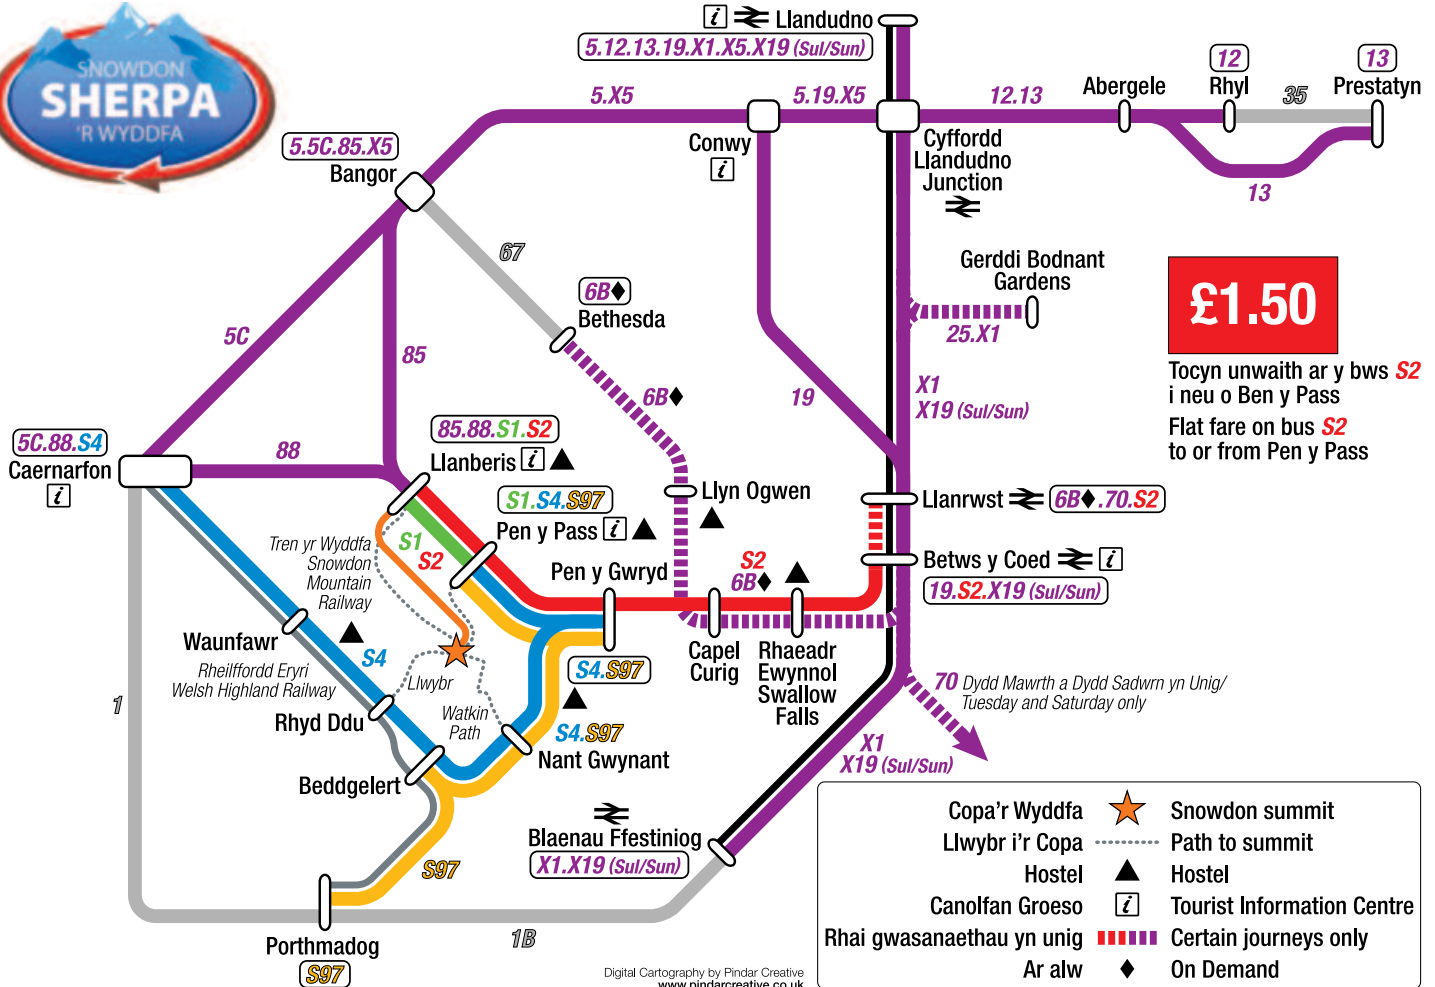 SNOWDON
SHERPA
'R WYDDFA
Llandudno
5.12.13.19.X1.X5.X19 (Sul/Sun)
5.X5
5.19.X5
12.13
Abergele
12
Rhyl
35
13
Prestatyn
5.5C.85.X5
Bangor
Conwy
i
Cyffordd
Llandudno
Junction
13
67
Gerddi Bodnant
Gardens
25.X1
6B♦
Bethesda
£1.50
Tocyn unwaith ar y bws S2
i neu o Ben y Pass
Flat fare on bus S2
to or from Pen y Pass
5C
85
6B♦
19
X1
X19 (Sul/Sun)
5C.88.S4
Caernarfon
i
88
85.88.S1.S2
Llanberis i
S1.S4.S97
Pen y Pass i
Llyn Ogwen
Llanrwst
6B♦.70.S2
Tren yr Wyddfa
Snowdon
Mountain
Railway
S1
S2
Pen y Gwryd
S2
6B♦
Betws y Coed i
19.S2.X19 (Sul/Sun)
Waunfawr
S4
Rheilffordd Eryri
Welsh Highland Railway
Llwybr
S4.S97
Capel
Curig
Rhaeadr
Ewynnol
Swallow
Falls
1
Rhyd Ddu
Watkin
Path
S4.S97
Nant Gwynant
70 Dydd Mawrth a Dydd Sadwrn yn Unig/
Tuesday and Saturday only
X1
X19 (Sul/Sun)
Beddgelert
Blaenau Ffestiniog
X1.X19 (Sul/Sun)
S97
1B
Porthmadog
S97
Copa'r Wyddfa Snowdon summit
Llwybr i'r Copa Path to summit
Hostel Hostel
Canolfan Groeso i Tourist Information Centre
Rhai gwasanaethau yn unig Certain journeys only
Ar alw ♦ On Demand
Digital Cartography by Pindar Creative
www.pindarcreative.co.uk
i